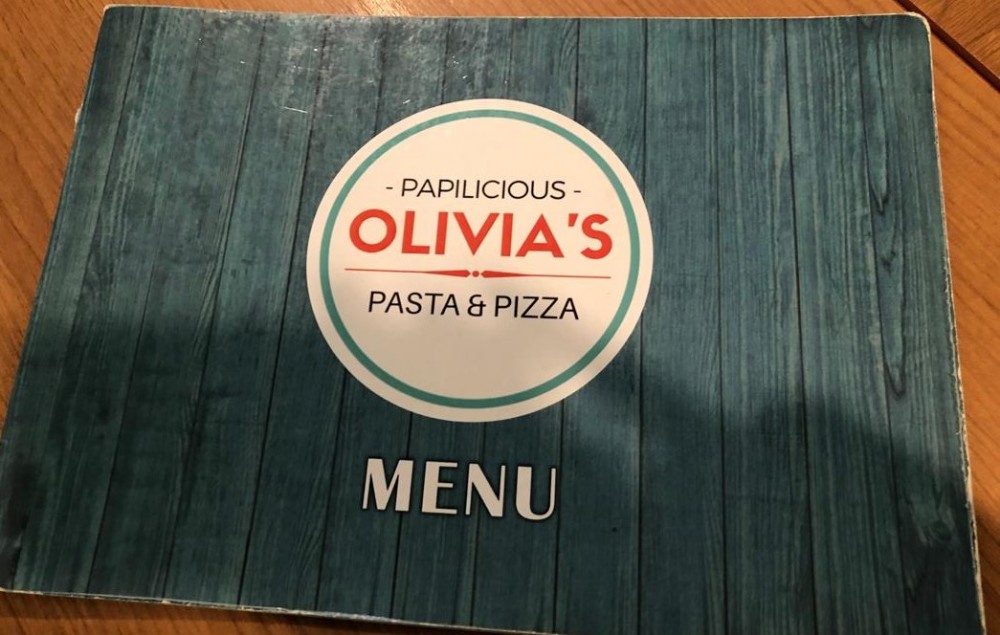 - PAPILICIOUS -
OLIVIA'S
PASTA & PIZZA
MENU